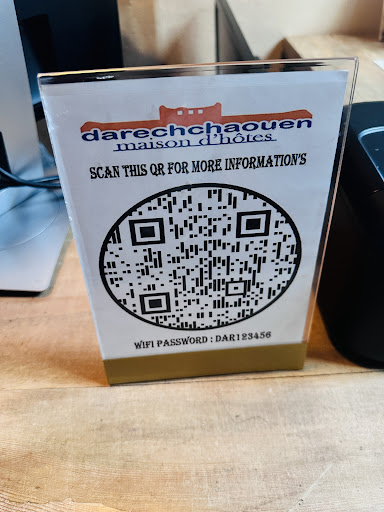 darechchaouen
maison d'hôtes
SCAN THIS QR FOR MORE INFORMATION'S
WIFI PASSWORD : DAR123456